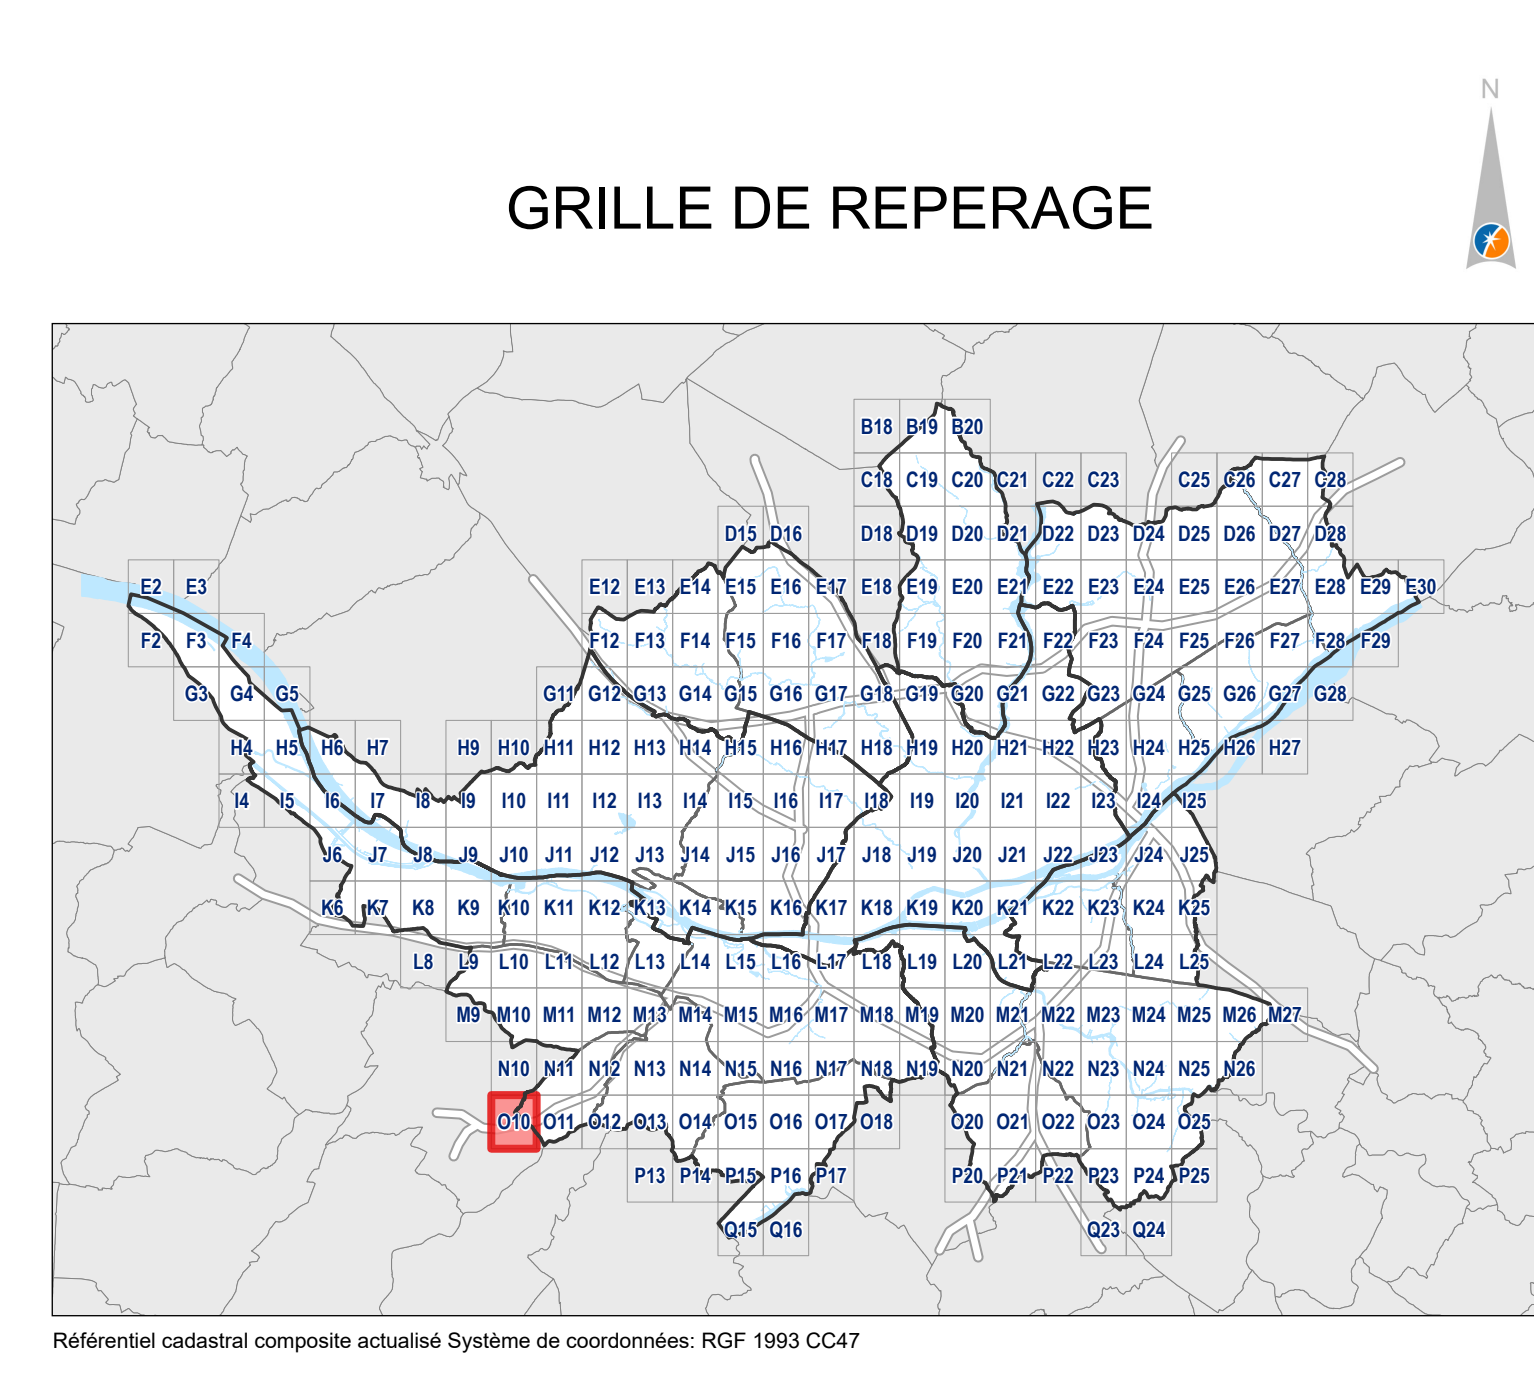 N
GRILLE DE REPERAGE
B18 B19 B20
C18 C19 C20 C21 C22 C23 C25 C26 C27 C28
D15 D16 D18 D19 D20 D21 D22 D23 D24 D25 D26 D27 D28
E2 E3 E12 E13 E14 E15 E16 E17 E18 E19 E20 E21 E22 E23 E24 E25 E26 E27 E28 E29 E30
F2 F3 F4 F12 F13 F14 F15 F16 F17 F18 F19 F20 F21 F22 F23 F24 F25 F26 F27 F28 F29
G3 G4 G5 G11 G12 G13 G14 G15 G16 G17 G18 G19 G20 G21 G22 G23 G24 G25 G26 G27 G28
H4 H5 H6 H7 H9 H10 H11 H12 H13 H14 H15 H16 H17 H18 H19 H20 H21 H22 H23 H24 H25 H26 H27
I4 I5 I6 I7 I8 I9 I10 I11 I12 I13 I14 I15 I16 I17 I18 I19 I20 I21 I22 I23 I24 I25
J6 J7 J8 J9 J10 J11 J12 J13 J14 J15 J16 J17 J18 J19 J20 J21 J22 J23 J24 J25
K6 K7 K8 K9 K10 K11 K12 K13 K14 K15 K16 K17 K18 K19 K20 K21 K22 K23 K24 K25
L8 L9 L10 L11 L12 L13 L14 L15 L16 L17 L18 L19 L20 L21 L22 L23 L24 L25
M9 M10 M11 M12 M13 M14 M15 M16 M17 M18 M19 M20 M21 M22 M23 M24 M25 M26 M27
N10 N11 N12 N13 N14 N15 N16 N17 N18 N19 N20 N21 N22 N23 N24 N25 N26
O10 O11 O12 O13 O14 O15 O16 O17 O18 O20 O21 O22 O23 O24 O25
P13 P14 P15 P16 P17 P20 P21 P22 P23 P24 P25
Q15 Q16 Q23 Q24
Référentiel cadastral composite actualisé Système de coordonnées: RGF 1993 CC47